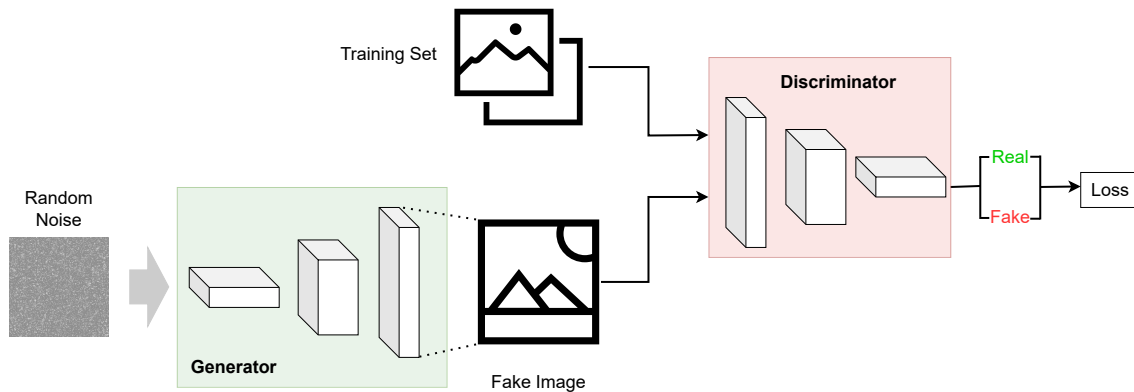 Training Set
Discriminator
Real
Fake
Loss
Random
Noise
Generator
Fake Image